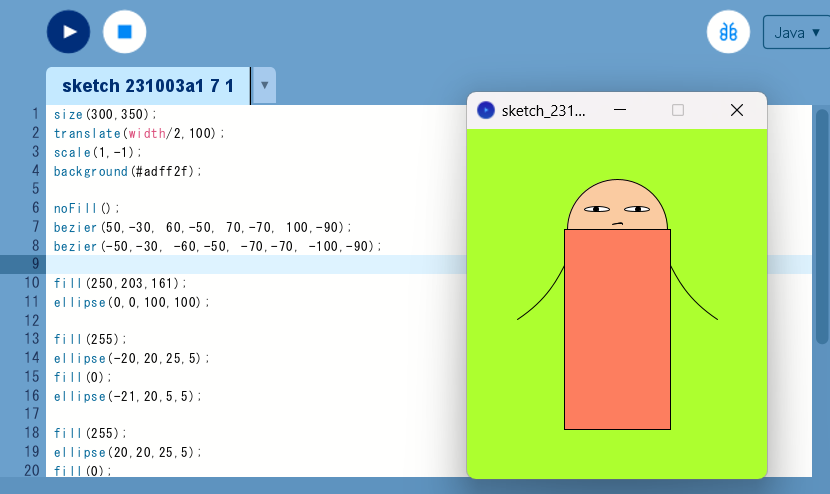 Java ▼
sketch 231003a1 7 1 ▼
1 size(300,350);
2 translate(width/2,100);
3 scale(1,-1);
4 background(#adff2f);
5
6 noFill();
7 bezier(50,-30, 60,-50, 70,-70, 100,-90);
8 bezier(-50,-30, -60,-50, -70,-70, -100,-90);
9
10 fill(250,203,161);
11 ellipse(0,0,100,100);
12
13 fill(255);
14 ellipse(-20,20,25,5);
15 fill(0);
16 ellipse(-21,20,5,5);
17
18 fill(255);
19 ellipse(20,20,25,5);
20 fill(0);
sketch_231...